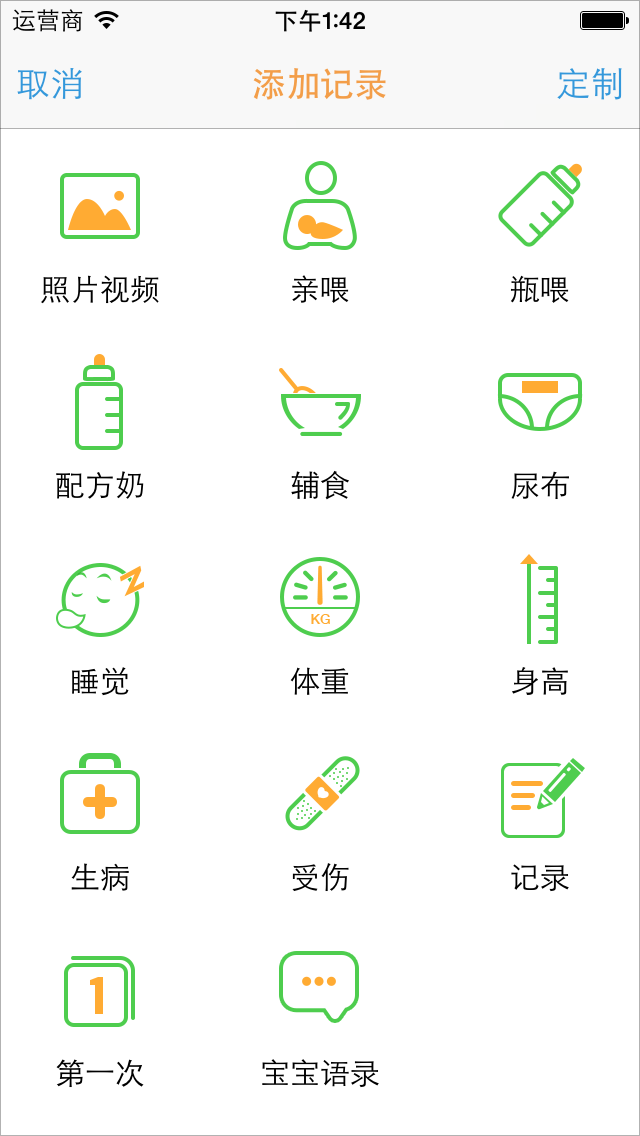 运营商 下午1:42
取消 添加记录 定制
照片视频 亲喂 瓶喂
配方奶 辅食 尿布
KG
睡觉 体重 身高
生病 受伤 记录
1
第一次 宝宝语录